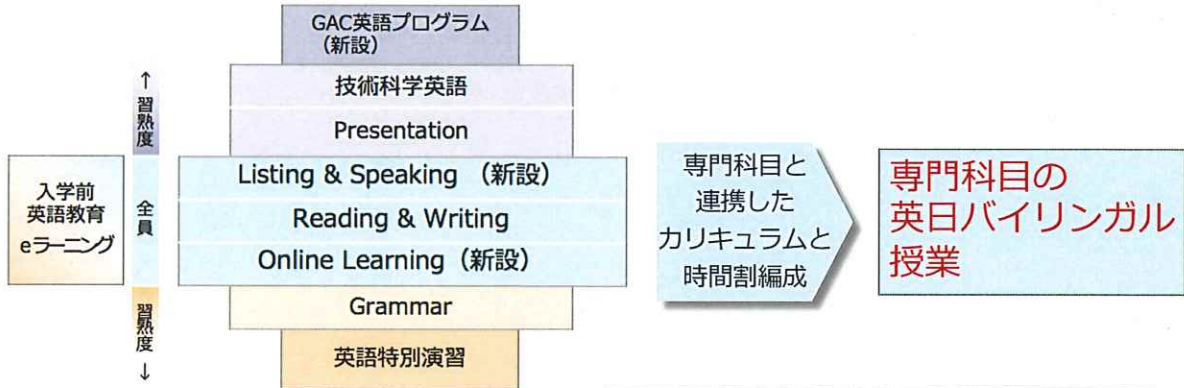 GAC英語プログラム
（新設）
技術科学英語
Presentation
Listing & Speaking （新設）
Reading & Writing
Online Learning（新設）
Grammar
英語特別演習
↑習熟度
全員
習熟度↓
入学前
英語教育
eラーニング
専門科目と
連携した
カリキュラムと
時間割編成
専門科目の
英日バイリンガル
授業